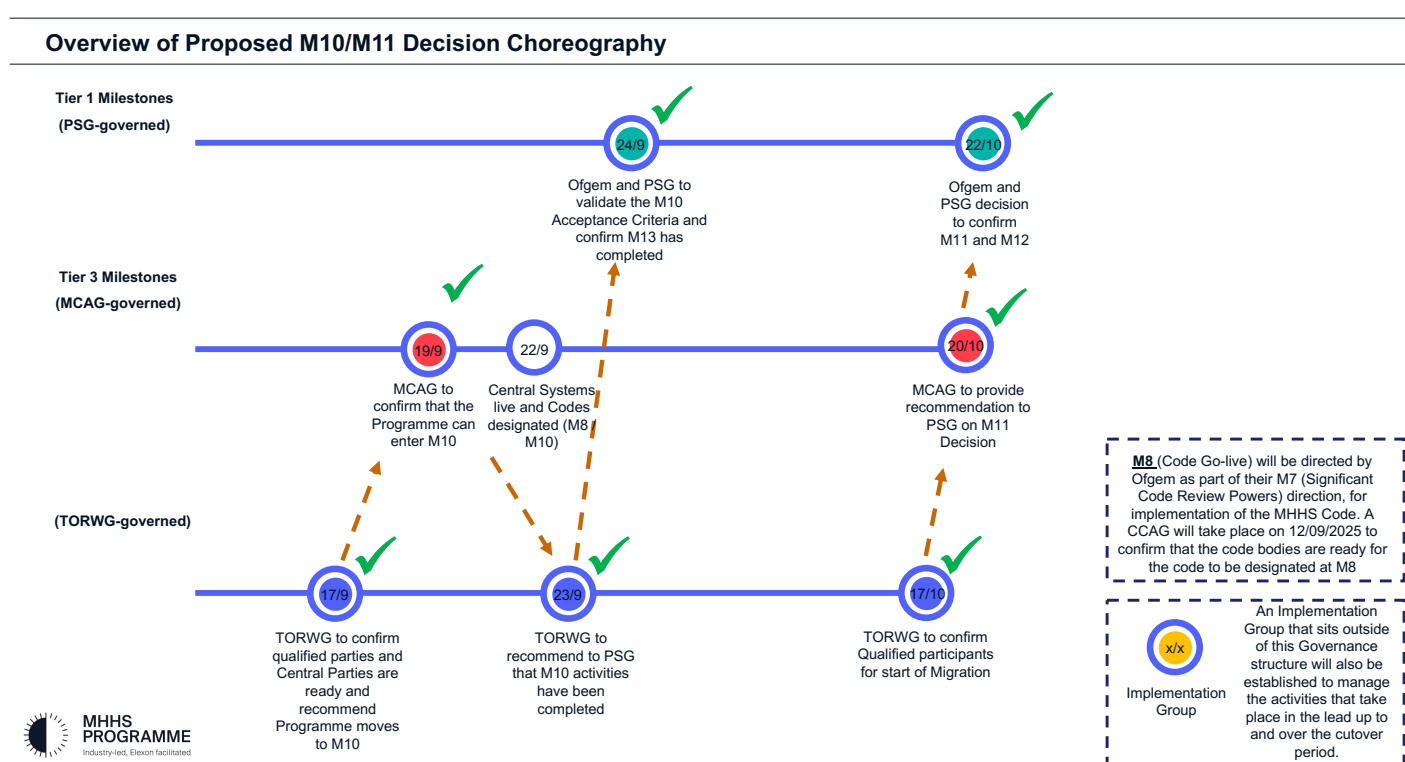 Overview of Proposed M10/M11 Decision Choreography
Tier 1 Milestones
(PSG-governed)
24/9
22/10
Ofgem and PSG to
validate the M10
Acceptance Criteria and
confirm M13 has
completed
Ofgem and
PSG decision
to confirm
M11 and M12
Tier 3 Milestones
(MCAG-governed)
19/9
22/9
20/10
MCAG to
confirm that the
Programme can
enter M10
Central Systems
live and Codes
designated (M8 /
M10)
MCAG to provide
recommendation to
PSG on M11
Decision
(TORWG-governed)
17/9
23/9
17/10
TORWG to confirm
qualified parties and
Central Parties are
ready and
recommend
Programme moves
to M10
TORWG to
recommend to PSG
that M10 activities
have been
completed
TORWG to confirm
Qualified participants
for start of Migration
M8 (Code Go-live) will be directed by
Ofgem as part of their M7 (Significant
Code Review Powers) direction, for
implementation of the MHHS Code. A
CCAG will take place on 12/09/2025 to
confirm that the code bodies are ready for
the code to be designated at M8
x/x
Implementation
Group
An Implementation
Group that sits outside
of this Governance
structure will also be
established to manage
the activities that take
place in the lead up to
and over the cutover
period.
MHHS
PROGRAMME
Industry-led, Elexon facilitated